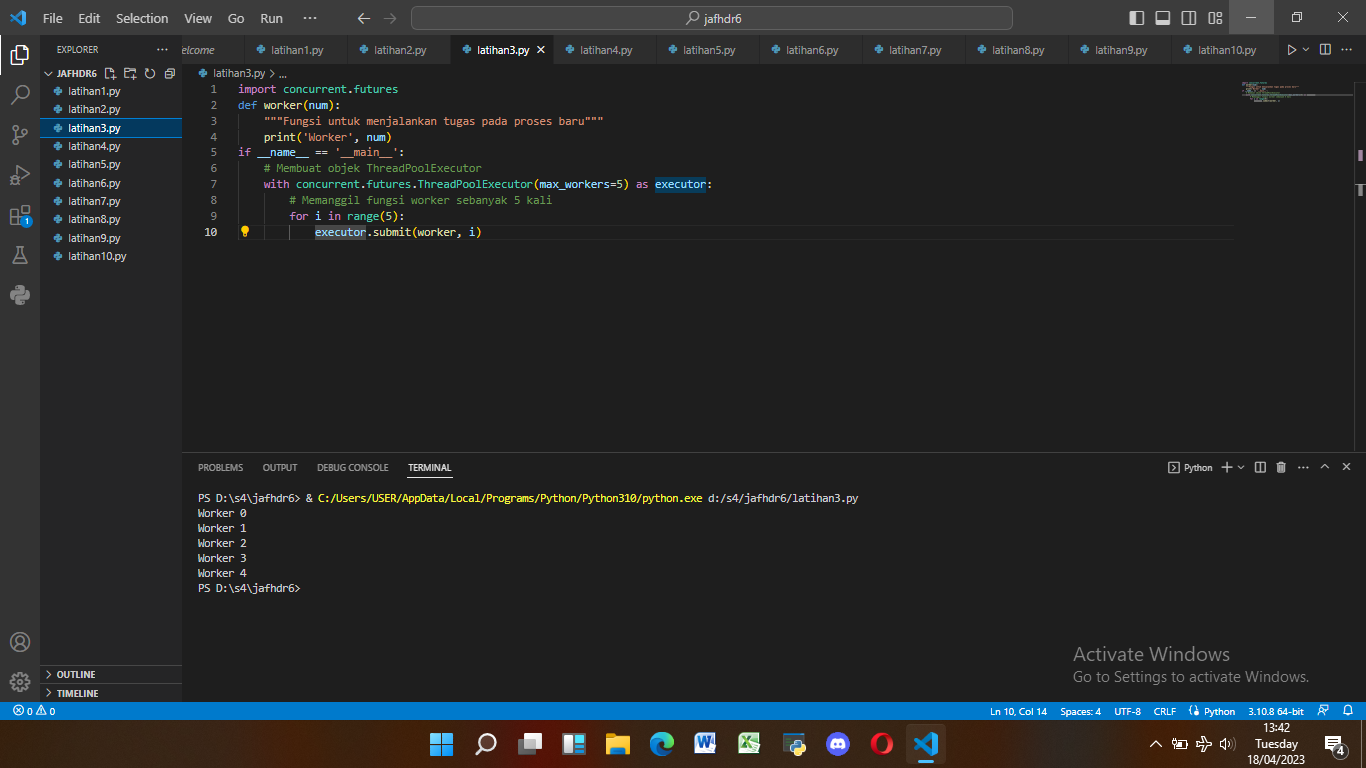 File Edit Selection View Go Run ··· jafhdr6
EXPLORER ···
JAFHDR6
latihan1.py
latihan2.py
latihan3.py
latihan4.py
latihan5.py
latihan6.py
latihan7.py
latihan8.py
latihan9.py
latihan10.py
OUTLINE
TIMELINE
elcome latihan1.py latihan2.py latihan3.py latihan4.py latihan5.py latihan6.py latihan7.py latihan8.py latihan9.py latihan10.py ···
latihan3.py > ...
1 import concurrent.futures
2 def worker(num):
3 """Fungsi untuk menjalankan tugas pada proses baru"""
4 print('Worker', num)
5 if __name__ == '__main__':
6 # Membuat objek ThreadPoolExecutor
7 with concurrent.futures.ThreadPoolExecutor(max_workers=5) as executor:
8 # Memanggil fungsi worker sebanyak 5 kali
9 for i in range(5):
10 executor.submit(worker, i)
PROBLEMS OUTPUT DEBUG CONSOLE TERMINAL Python ···
PS D:\s4\jafhdr6> & C:/Users/USER/AppData/Local/Programs/Python/Python310/python.exe d:/s4/jafhdr6/latihan3.py
Worker 0
Worker 1
Worker 2
Worker 3
Worker 4
PS D:\s4\jafhdr6>
Activate Windows
Go to Settings to activate Windows.
1
0 0 Ln 10, Col 14 Spaces: 4 UTF-8 CRLF Python 3.10.8 64-bit
13:42
Tuesday
18/04/2023
4